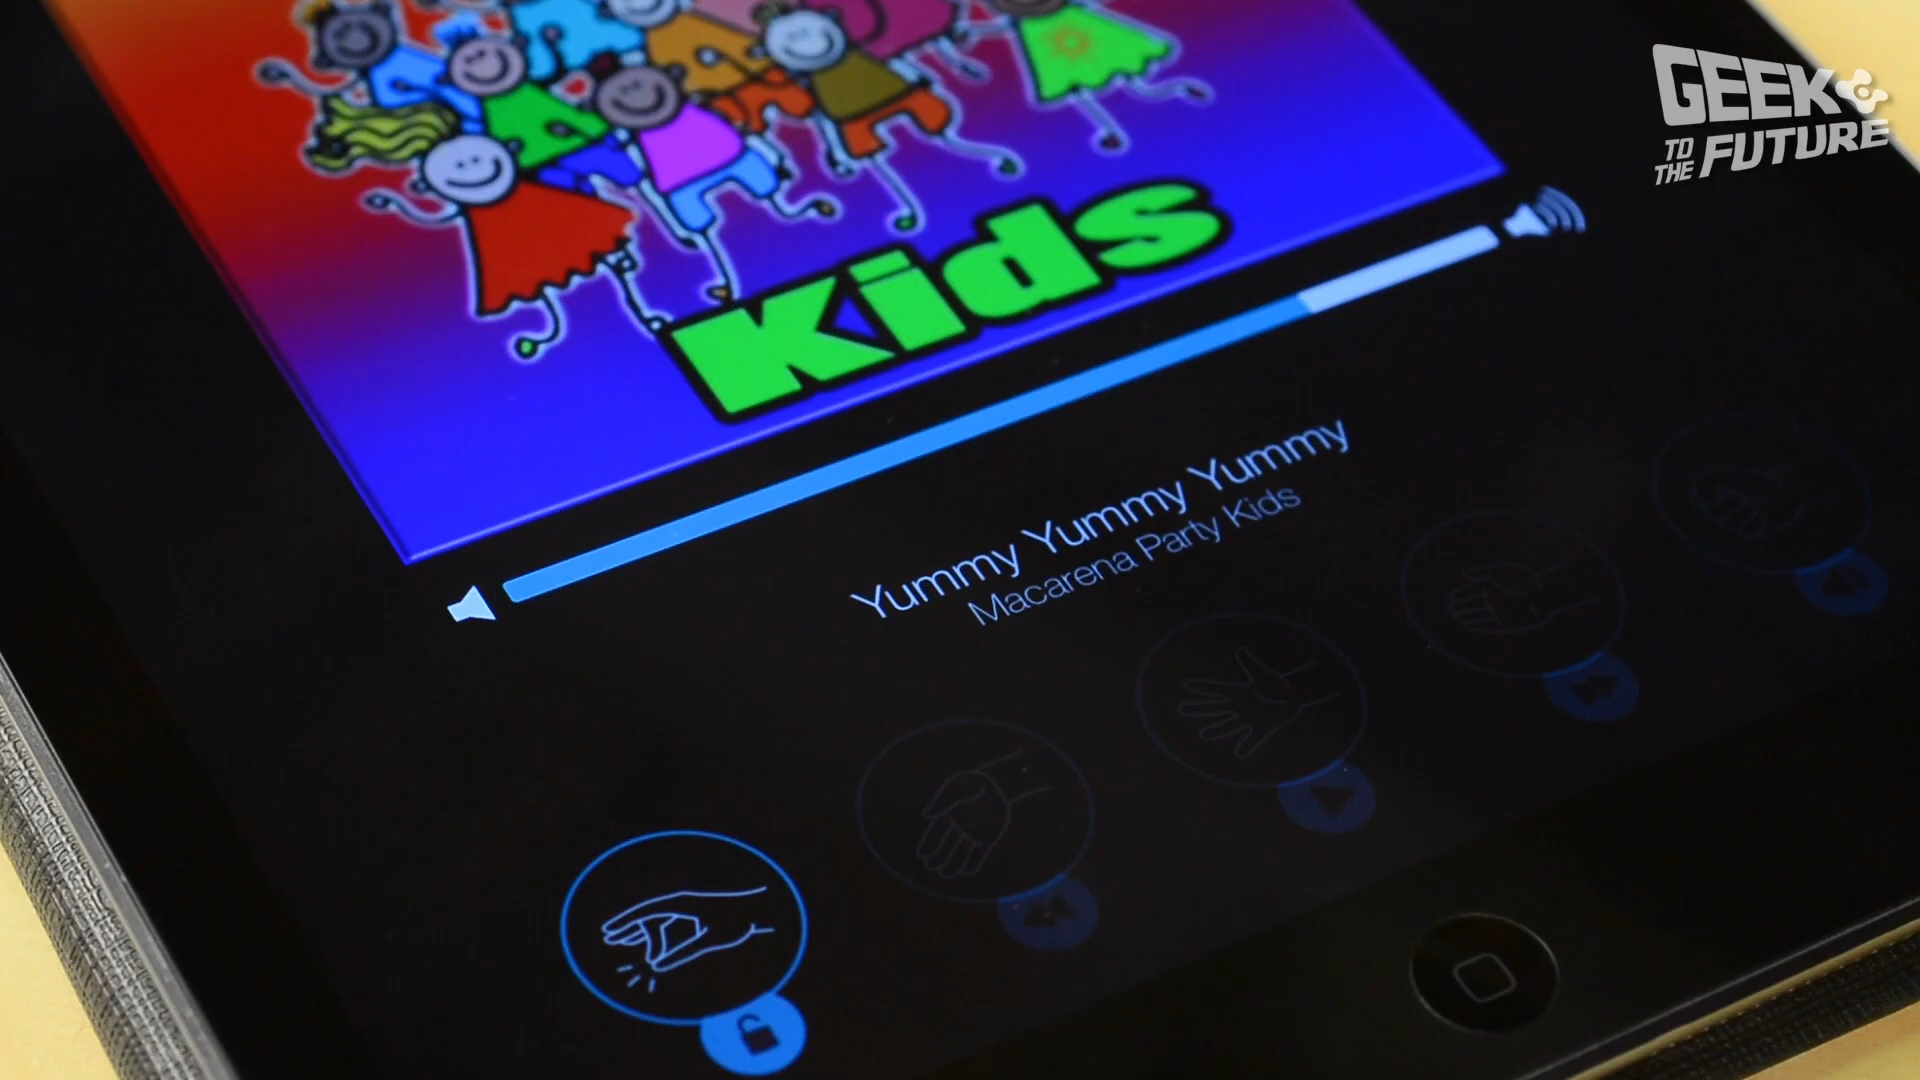 GEEK
TO
THE FUTURE
Kids
Yummy Yummy Yummy
Macarena Party Kids